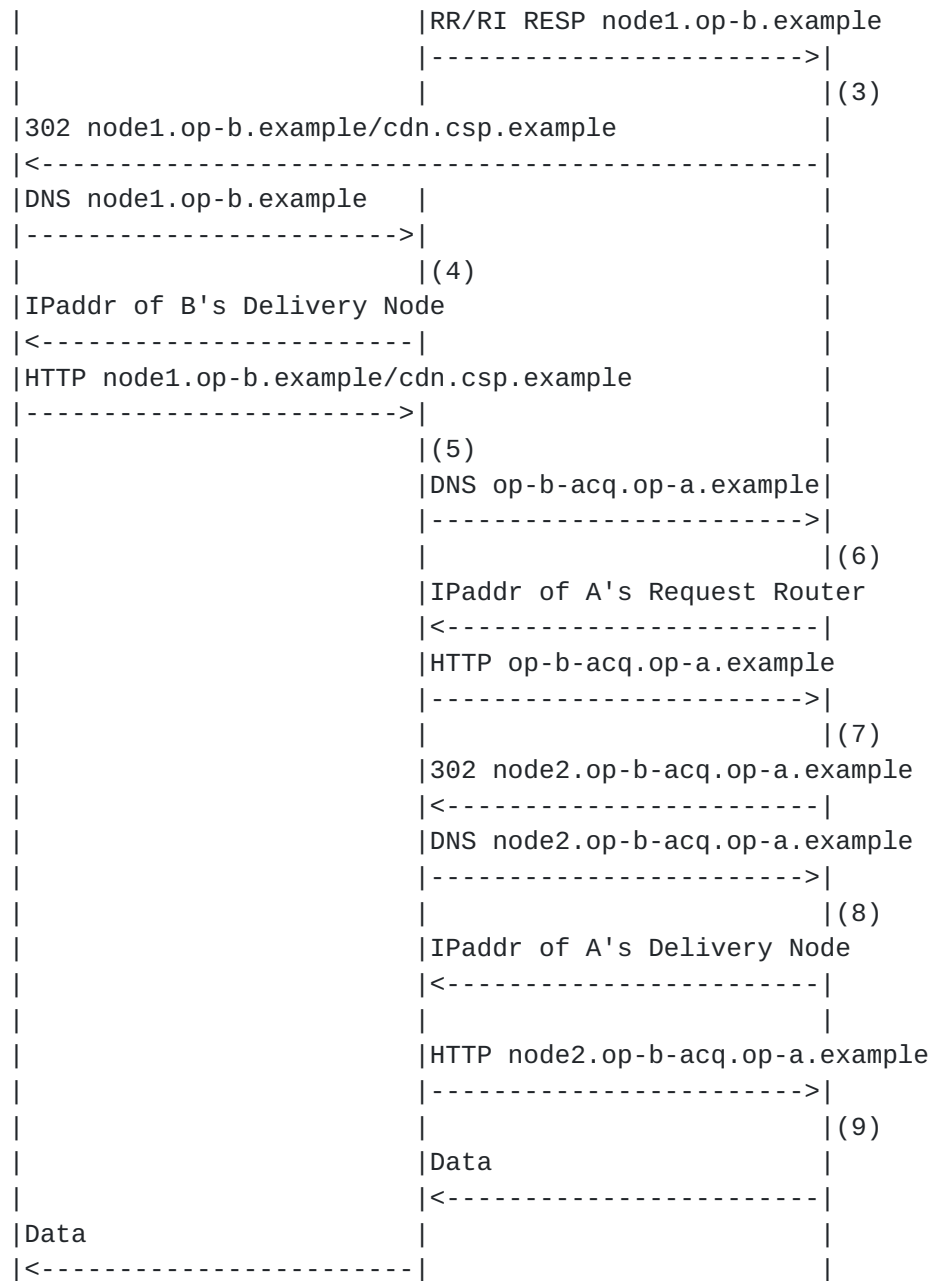 |                         |RR/RI RESP node1.op-b.example
|                         |------------------------>|
|                         |                         |(3)
|302 node1.op-b.example/cdn.csp.example             |
|<--------------------------------------------------|
|DNS node1.op-b.example   |                         |
|------------------------>|                         |
|                         |(4)                      |
|IPaddr of B's Delivery Node                        |
|<------------------------|                         |
|HTTP node1.op-b.example/cdn.csp.example            |
|------------------------>|                         |
|                         |(5)                      |
|                         |DNS op-b-acq.op-a.example|
|                         |------------------------>|
|                         |                         |(6)
|                         |IPaddr of A's Request Router
|                         |<------------------------|
|                         |HTTP op-b-acq.op-a.example
|                         |------------------------>|
|                         |                         |(7)
|                         |302 node2.op-b-acq.op-a.example
|                         |<------------------------|
|                         |DNS node2.op-b-acq.op-a.example
|                         |------------------------>|
|                         |                         |(8)
|                         |IPaddr of A's Delivery Node
|                         |<------------------------|
|                         |                         |
|                         |HTTP node2.op-b-acq.op-a.example
|                         |------------------------>|
|                         |                         |(9)
|                         |Data                     |
|                         |<------------------------|
|Data                     |                         |
|<------------------------|                         |